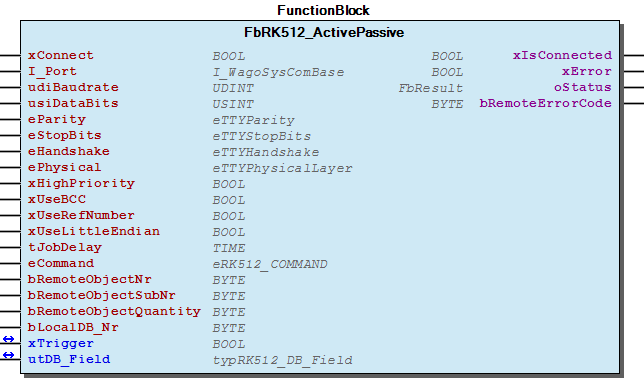 FunctionBlock
FbRK512_ActivePassive
xConnect BOOL BOOL xIsConnected
I_Port I_WagoSysComBase BOOL xError
udiBaudrate UDINT FbResult oStatus
usiDataBits USINT BYTE bRemoteErrorCode
eParity eTTYParity
eStopBits eTTYStopBits
eHandshake eTTYHandshake
ePhysical eTTYPhysicalLayer
xHighPriority BOOL
xUseBCC BOOL
xUseRefNumber BOOL
xUseLittleEndian BOOL
tJobDelay TIME
eCommand eRK512_COMMAND
bRemoteObjectNr BYTE
bRemoteObjectSubNr BYTE
bRemoteObjectQuantity BYTE
bLocalDB_Nr BYTE
xTrigger BOOL
utDB_Field typRK512_DB_Field